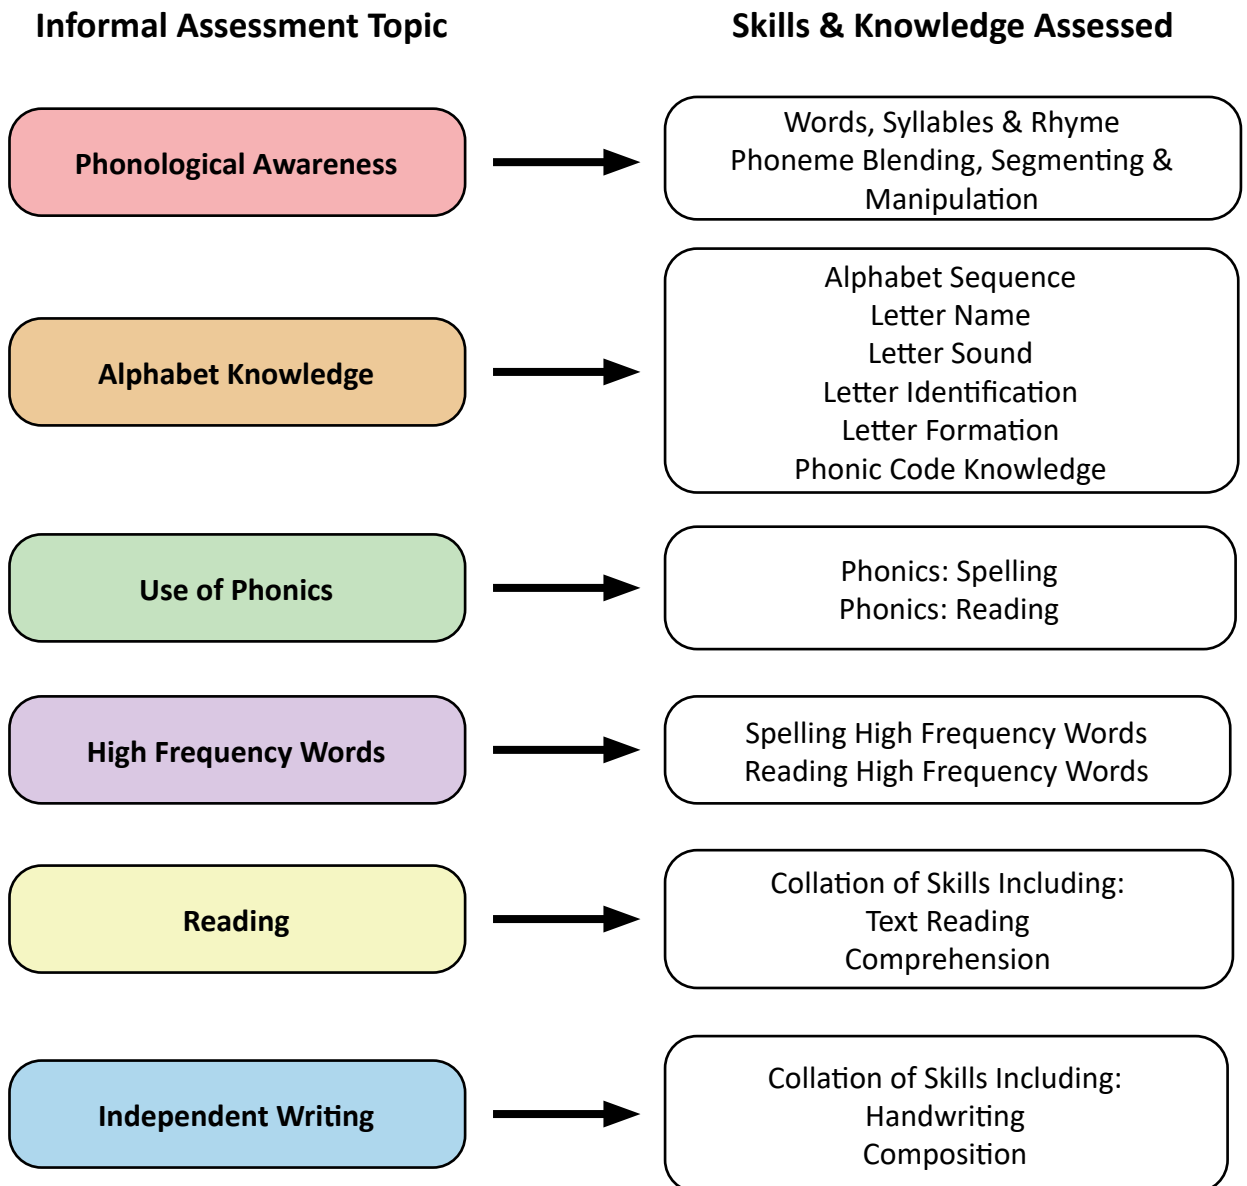 Informal Assessment Topic
Skills & Knowledge Assessed
Phonological Awareness
Words, Syllables & Rhyme
Phoneme Blending, Segmenting &
Manipulation
Alphabet Knowledge
Alphabet Sequence
Letter Name
Letter Sound
Letter Identification
Letter Formation
Phonic Code Knowledge
Use of Phonics
Phonics: Spelling
Phonics: Reading
High Frequency Words
Spelling High Frequency Words
Reading High Frequency Words
Reading
Collation of Skills Including:
Text Reading
Comprehension
Independent Writing
Collation of Skills Including:
Handwriting
Composition